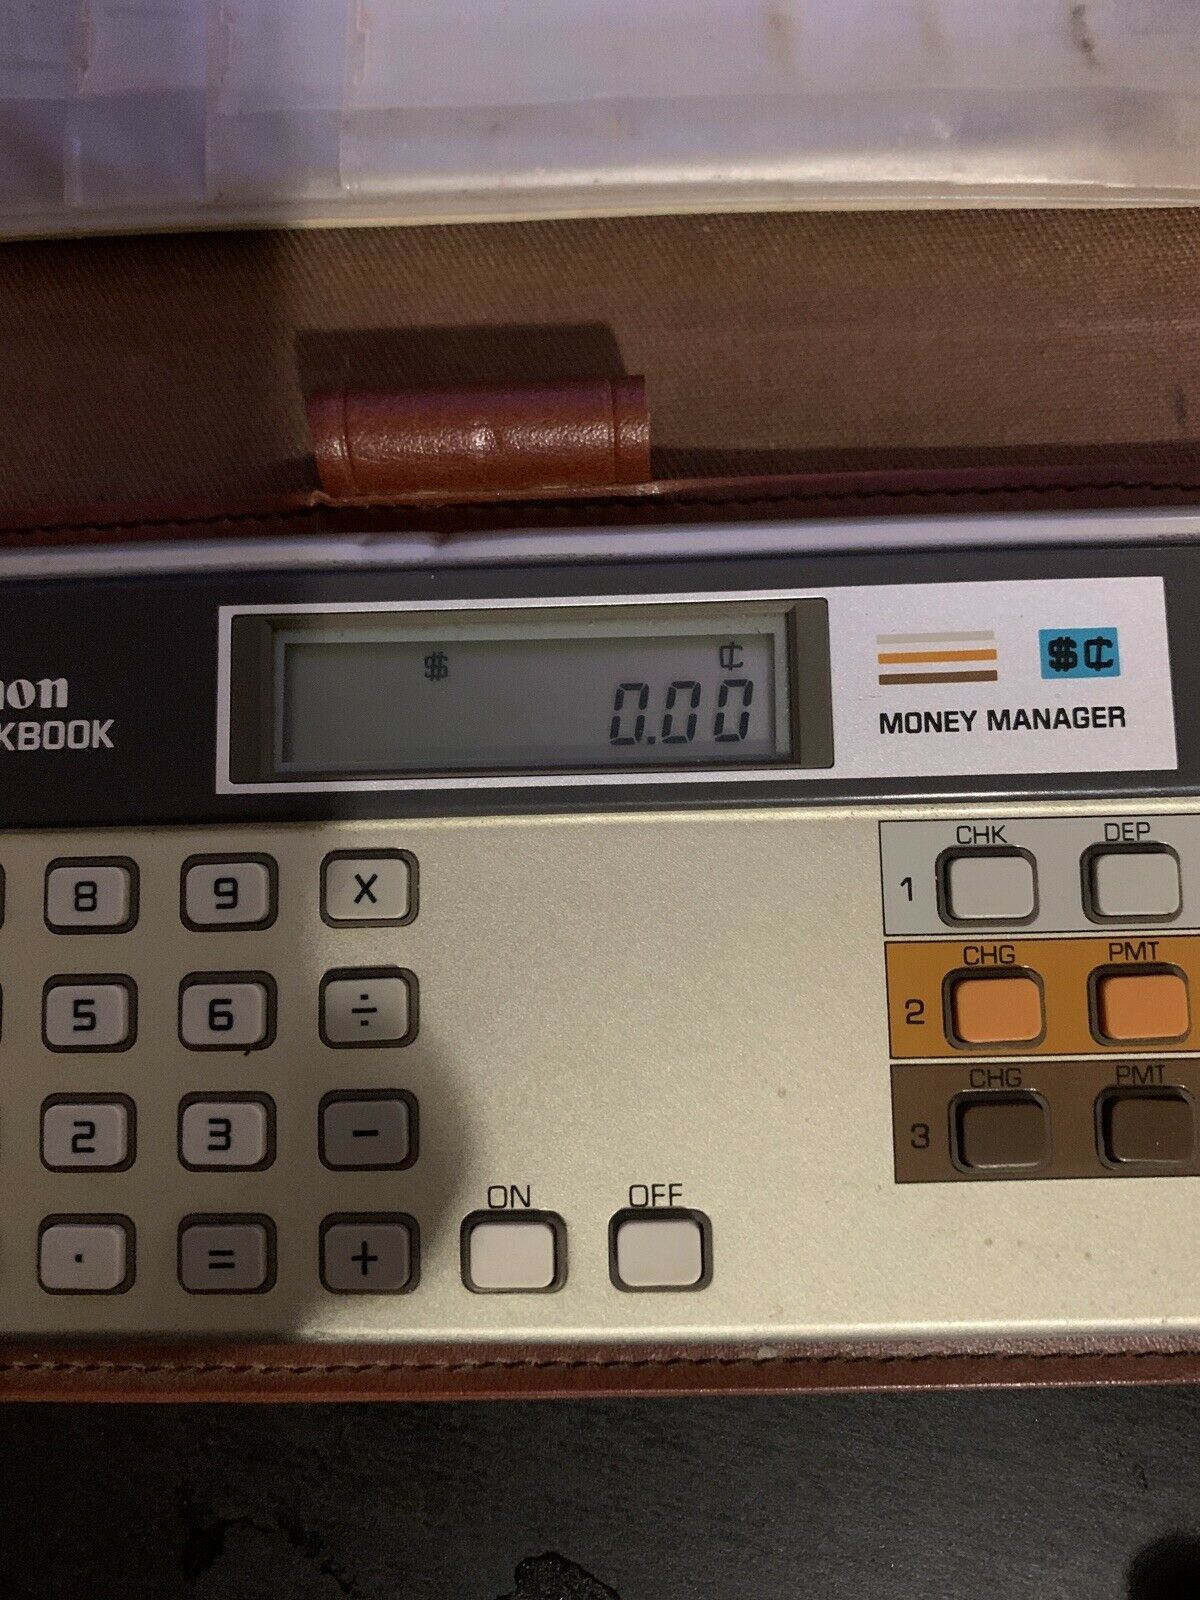 $ ₵
0.00
non
KBOOK
$ ₵
MONEY MANAGER
CHK DEP
1
CHG PMT
2
CHG PMT
3
8 9 X
5 6 ÷
2 3 -
. = +
ON OFF